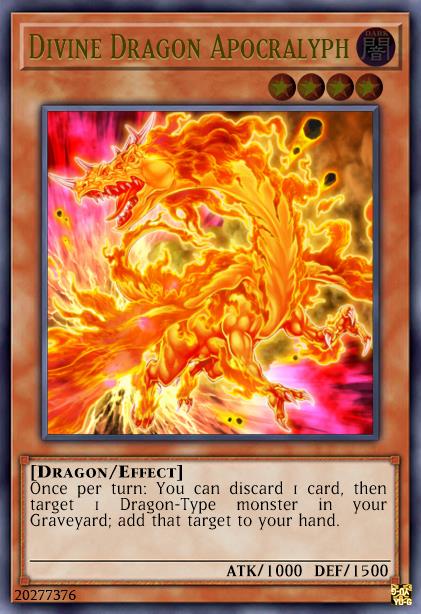 Divine Dragon Apocralyph
DARK
闇
[Dragon/Effect]
Once per turn: You can discard 1 card, then
target 1 Dragon-Type monster in your
Graveyard; add that target to your hand.
ATK/1000 DEF/1500
20277376